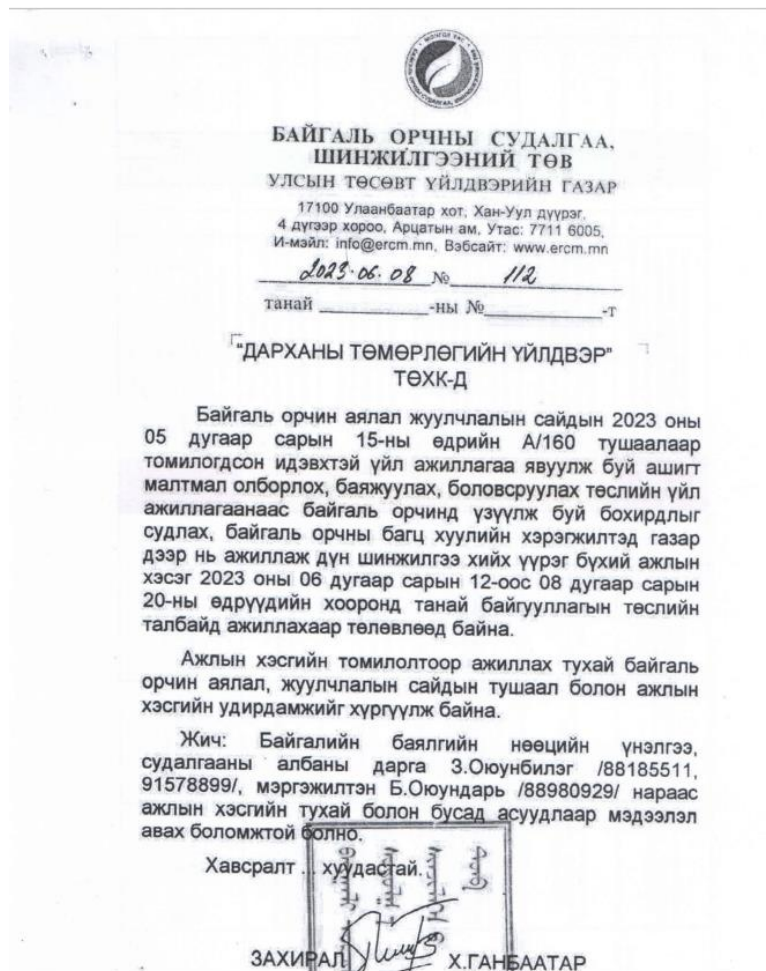 БАЙГАЛЬ ОРЧНЫ СУДАЛГАА,
ШИНЖИЛГЭЭНИЙ ТӨВ
УЛСЫН ТӨСӨВТ ҮЙЛДВЭРИЙН ГАЗАР
17100 Улаанбаатар хот, Хан-Уул дүүрэг,
4 дүгээр хороо, Арцатын ам, Утас: 7711 6005,
И-мэйл: info@ercm.mn, Вэбсайт: www.ercm.mn
2023.06.08 № 112
танай ____________-ны №____________-т
"ДАРХАНЫ ТӨМӨРЛӨГИЙН ҮЙЛДВЭР"
ТӨХК-Д
Байгаль орчин аялал жуулчлалын сайдын 2023 оны
05 дугаар сарын 15-ны өдрийн А/160 тушаалаар
томилогдсон идэвхтэй үйл ажиллагаа явуулж буй ашигт
малтмал олборлох, баяжуулах, боловсруулах төслийн үйл
ажиллагаанаас байгаль орчинд үзүүлж буй бохирдлыг
судлах, байгаль орчны багц хуулийн хэрэгжилтэд газар
дээр нь ажиллаж дүн шинжилгээ хийх үүрэг бүхий ажлын
хэсэг 2023 оны 06 дугаар сарын 12-оос 08 дугаар сарын
20-ны өдрүүдийн хооронд танай байгууллагын төслийн
талбайд ажиллахаар төлөвлөөд байна.
Ажлын хэсгийн томилолтоор ажиллах тухай байгаль
орчин аялал, жуулчлалын сайдын тушаал болон ажлын
хэсгийн удирдамжийг хүргүүлж байна.
Жич: Байгалийн баялгийн нөөцийн үнэлгээ,
судалгааны албаны дарга З.Оюунбилэг /88185511,
91578899/, мэргэжилтэн Б.Оюундарь /88980929/ нараас
ажлын хэсгийн тухай болон бусад асуудлаар мэдээлэл
авах боломжтой болно.
Хавсралт ... хуудастай.
ЗАХИРАЛ Х.ГАНБААТАР